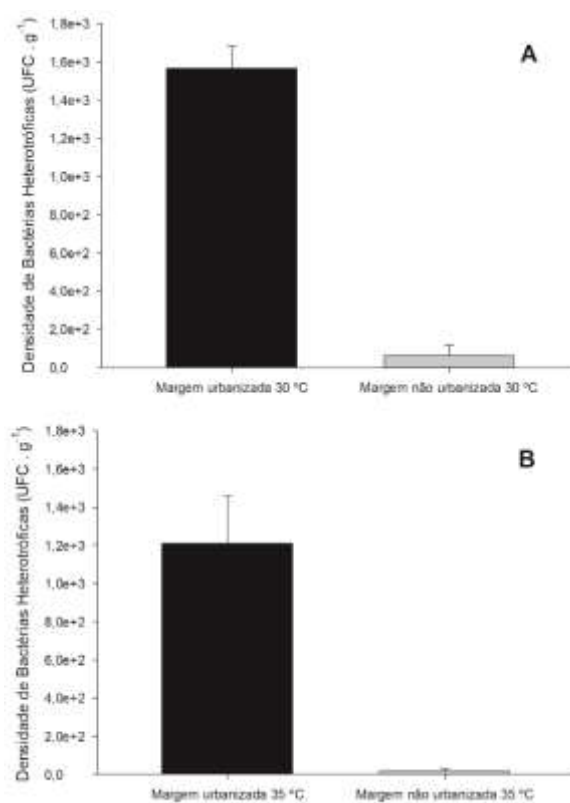 Densidade de Bactérias Heterotróficas (UFC . g⁻¹)
1,8e+3
1,6e+3
1,4e+3
1,2e+3
1,0e+3
8,0e+2
6,0e+2
4,0e+2
2,0e+2
0,0
A
Margem urbanizada 30 ºC
Margem não urbanizada 30 ºC
Densidade de Bactérias Heterotróficas (UFC . g⁻¹)
1,8e+3
1,6e+3
1,4e+3
1,2e+3
1,0e+3
8,0e+2
6,0e+2
4,0e+2
2,0e+2
0,0
B
Margem urbanizada 35 ºC
Margem não urbanizada 35 ºC